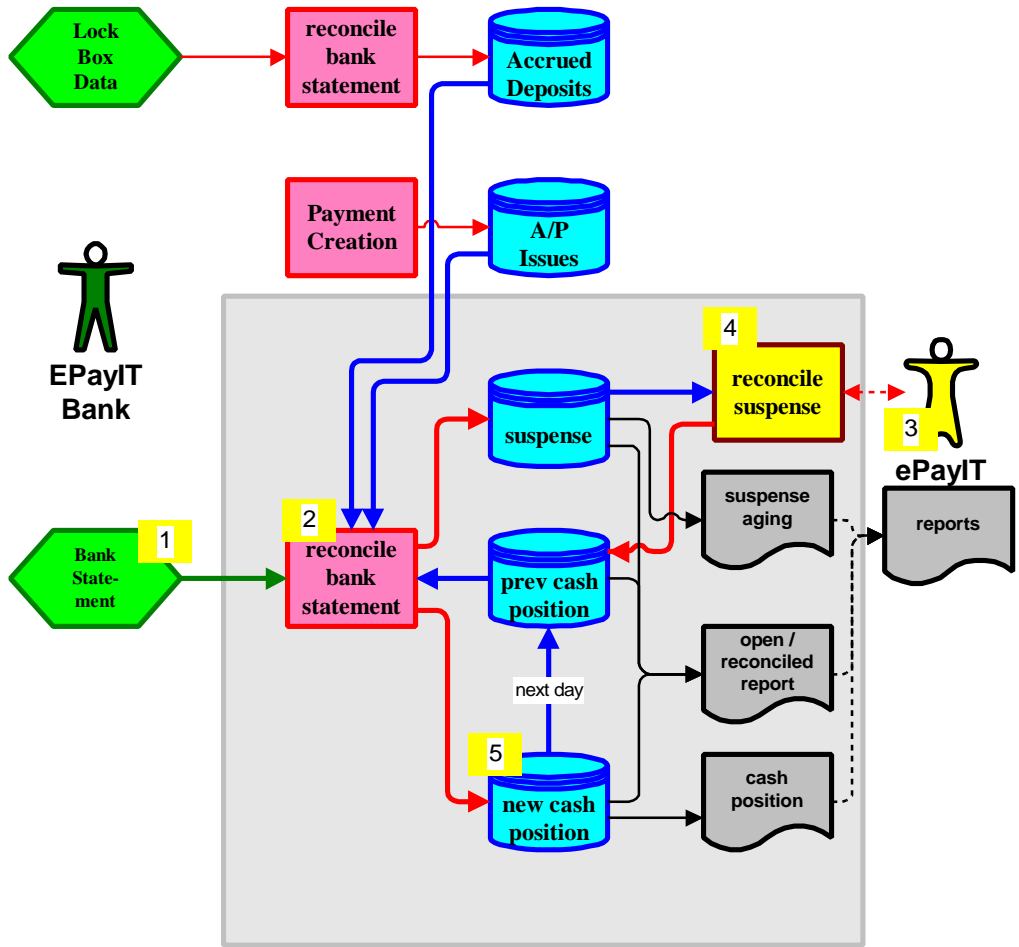 Lock
Box
Data
reconcile
bank
statement
Accrued
Deposits
Payment
Creation
A/P
Issues
EPayIT
Bank
4
reconcile
suspense
3
ePayIT
suspense
suspense
aging
reports
1
Bank
State-
ment
2
reconcile
bank
statement
prev cash
position
open /
reconciled
report
next day
5
new cash
position
cash
position